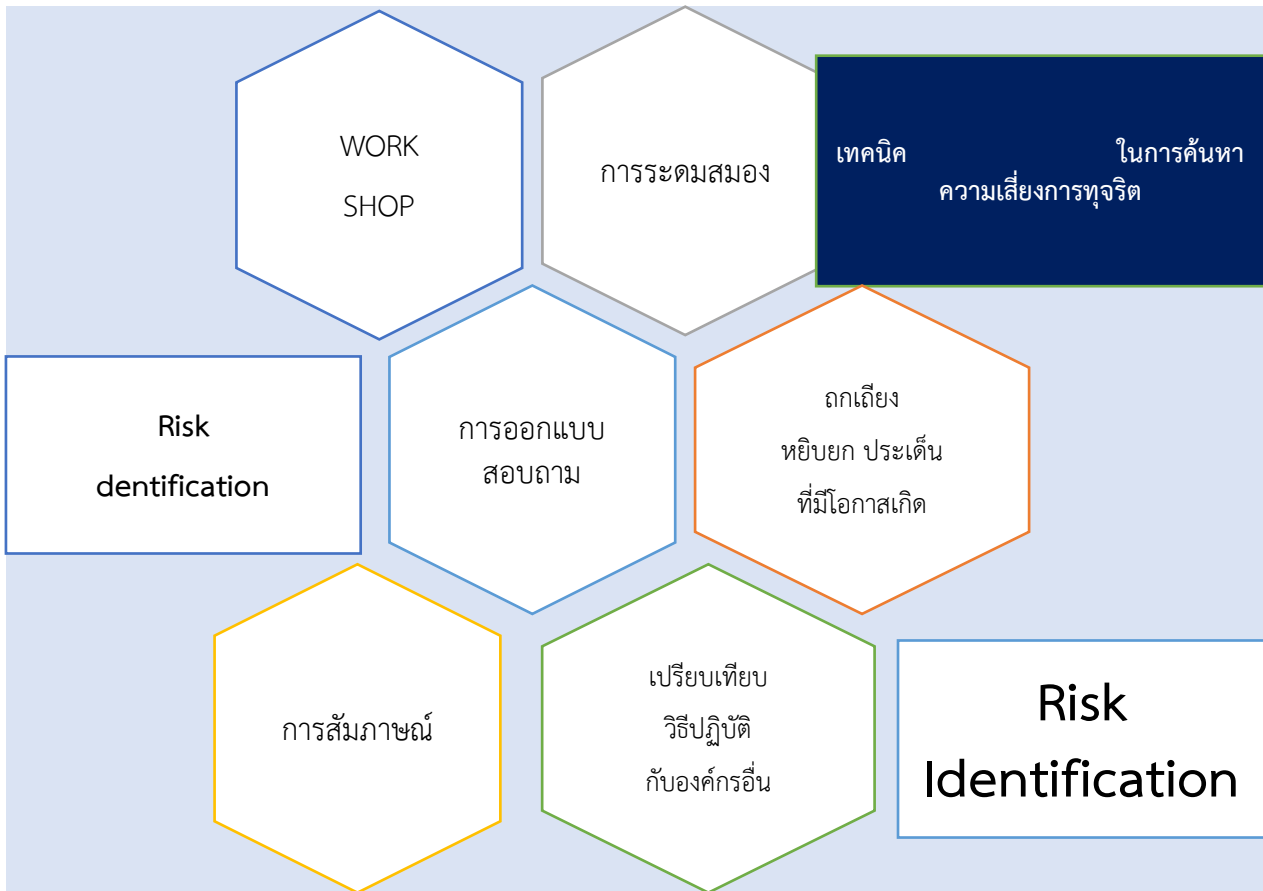 WORK
SHOP
การระดมสมอง
เทคนิค ในการค้นหา
ความเสี่ยงการทุจริต
Risk
dentification
การออกแบบ
สอบถาม
ถกเถียง
หยิบยก ประเด็น
ที่มีโอกาสเกิด
การสัมภาษณ์
เปรียบเทียบ
วิธีปฏิบัติ
กับองค์กรอื่น
Risk
Identification